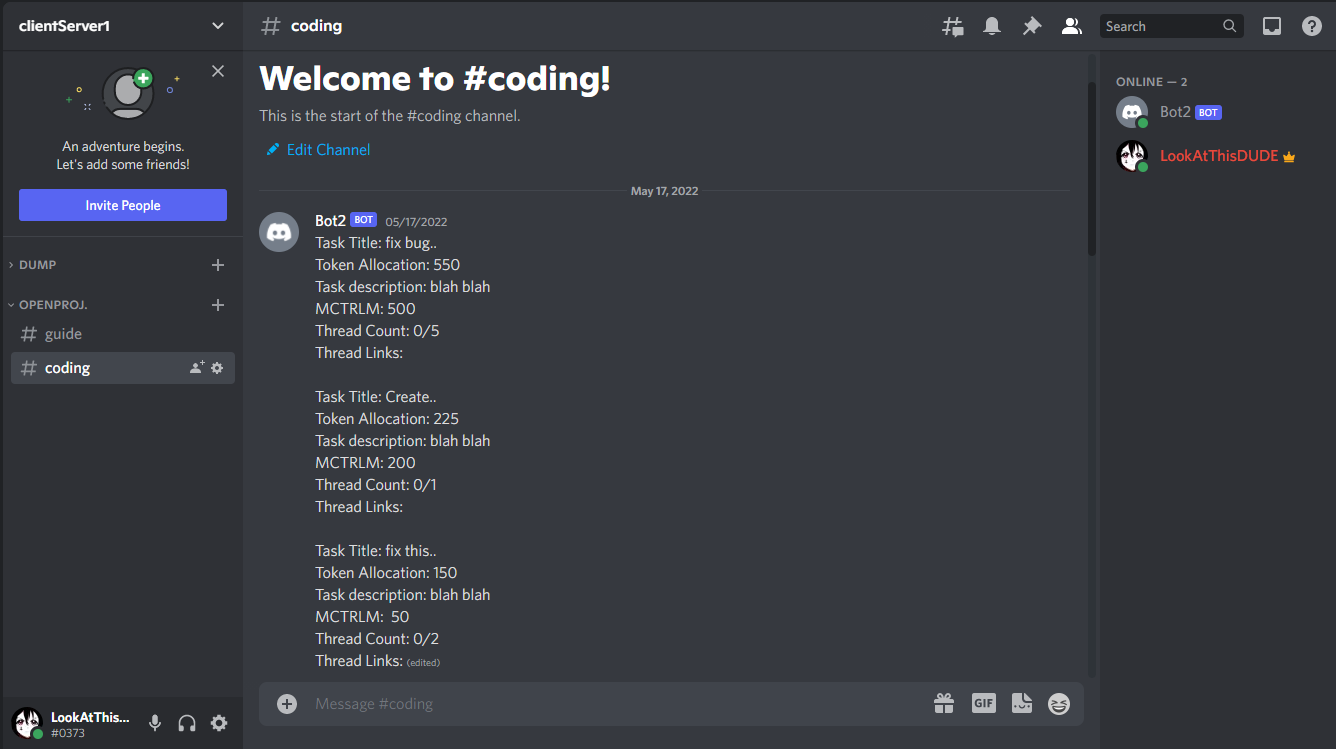 clientServer1
An adventure begins.
Let's add some friends!
Invite People
DUMP
OPENPROJ.
guide
coding
LookAtThis...
#0373
coding
Search
Welcome to #coding!
This is the start of the #coding channel.
Edit Channel
May 17, 2022
Bot2 BOT 05/17/2022
Task Title: fix bug..
Token Allocation: 550
Task description: blah blah
MCTRLM: 500
Thread Count: 0/5
Thread Links:
Task Title: Create..
Token Allocation: 225
Task description: blah blah
MCTRLM: 200
Thread Count: 0/1
Thread Links:
Task Title: fix this..
Token Allocation: 150
Task description: blah blah
MCTRLM:  50
Thread Count: 0/2
Thread Links: (edited)
Message #coding
GIF
ONLINE — 2
Bot2 BOT
LookAtThisDUDE